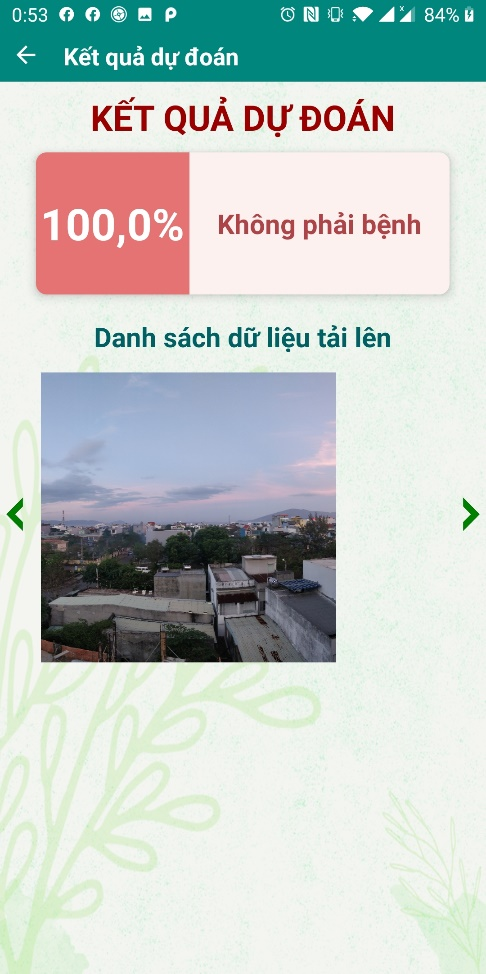 0:53 84%
Kết quả dự đoán
KẾT QUẢ DỰ ĐOÁN
100,0% Không phải bệnh
Danh sách dữ liệu tải lên